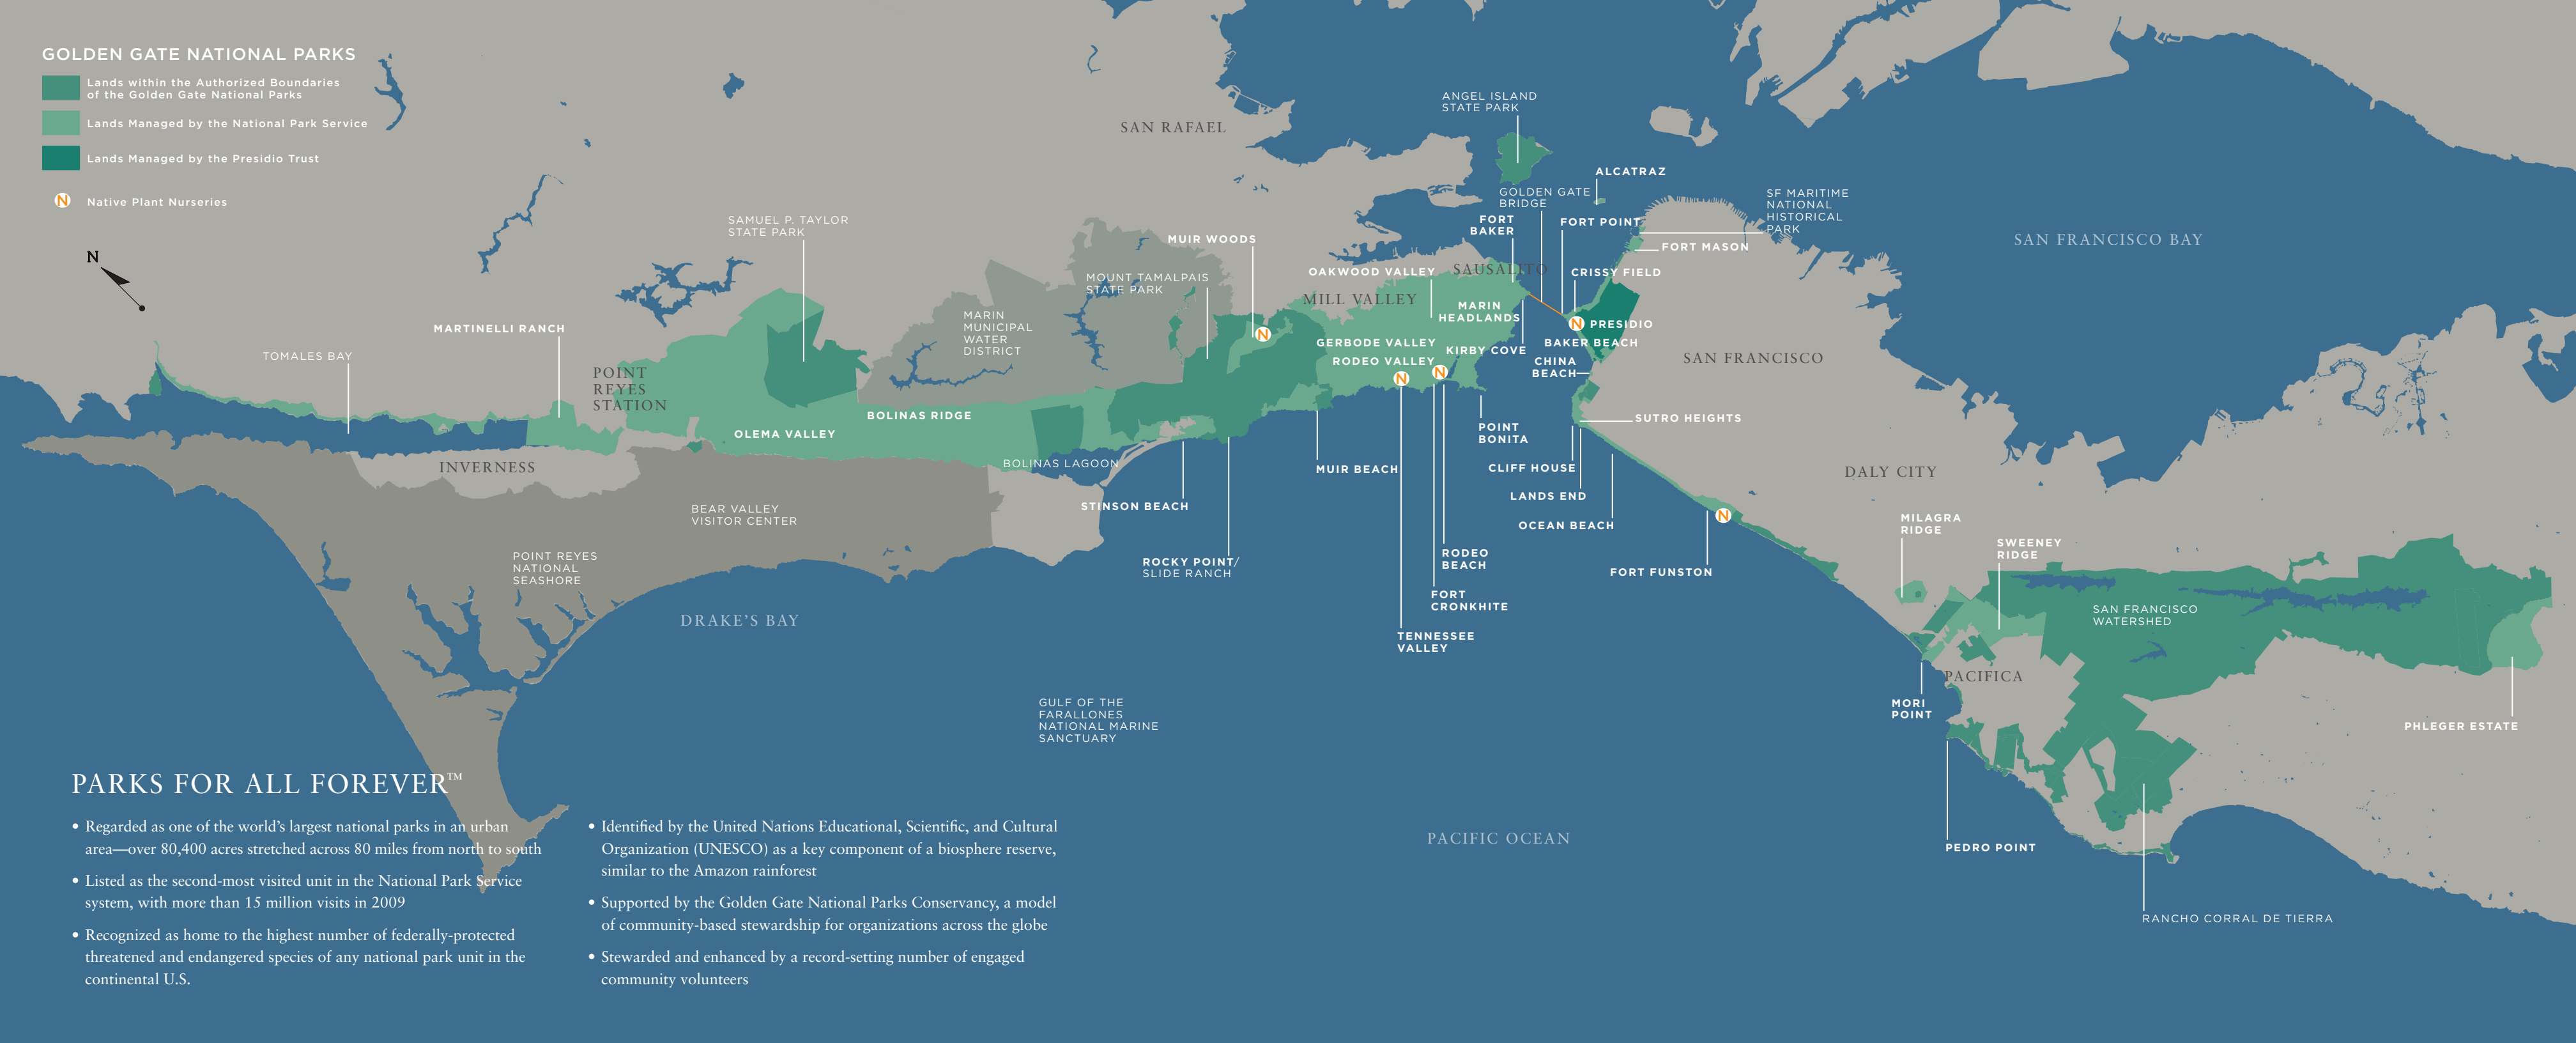 GOLDEN GATE NATIONAL PARKS
Lands within the Authorized Boundaries
of the Golden Gate National Parks
Lands Managed by the National Park Service
Lands Managed by the Presidio Trust
N
Native Plant Nurseries
N
TOMALES BAY
MARTINELLI RANCH
POINT
REYES
STATION
INVERNESS
SAMUEL P. TAYLOR
STATE PARK
OLEMA VALLEY
BOLINAS RIDGE
BEAR VALLEY
VISITOR CENTER
POINT REYES
NATIONAL
SEASHORE
DRAKE'S BAY
MARIN
MUNICIPAL
WATER
DISTRICT
BOLINAS LAGOON
MOUNT TAMALPAIS
STATE PARK
MUIR WOODS
N
SAN RAFAEL
STINSON BEACH
ROCKY POINT/
SLIDE RANCH
MUIR BEACH
GULF OF THE
FARALLONES
NATIONAL MARINE
SANCTUARY
ANGEL ISLAND
STATE PARK
ALCATRAZ
GOLDEN GATE
BRIDGE
FORT
BAKER
FORT POINT
SF MARITIME
NATIONAL
HISTORICAL
PARK
FORT MASON
OAKWOOD VALLEY
SAUSALITO
CRISSY FIELD
MILL VALLEY
MARIN
HEADLANDS
N
PRESIDIO
GERBODE VALLEY
KIRBY COVE
BAKER BEACH
RODEO VALLEY
CHINA
BEACH
N
N
POINT
BONITA
SUTRO HEIGHTS
CLIFF HOUSE
LANDS END
OCEAN BEACH
RODEO
BEACH
FORT
CRONKHITE
TENNESSEE
VALLEY
N
FORT FUNSTON
SAN FRANCISCO
SAN FRANCISCO BAY
DALY CITY
MILAGRA
RIDGE
SWEENEY
RIDGE
SAN FRANCISCO
WATERSHED
PACIFICA
MORI
POINT
PHLEGER ESTATE
PEDRO POINT
RANCHO CORRAL DE TIERRA
PACIFIC OCEAN
PARKS FOR ALL FOREVER™
• Regarded as one of the world's largest national parks in an urban
area—over 80,400 acres stretched across 80 miles from north to south
• Listed as the second-most visited unit in the National Park Service
system, with more than 15 million visits in 2009
• Recognized as home to the highest number of federally-protected
threatened and endangered species of any national park unit in the
continental U.S.
• Identified by the United Nations Educational, Scientific, and Cultural
Organization (UNESCO) as a key component of a biosphere reserve,
similar to the Amazon rainforest
• Supported by the Golden Gate National Parks Conservancy, a model
of community-based stewardship for organizations across the globe
• Stewarded and enhanced by a record-setting number of engaged
community volunteers